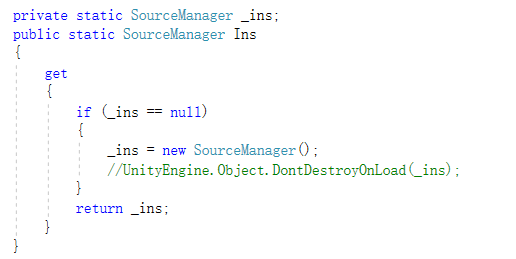 private static SourceManager _ins;
public static SourceManager Ins
{
get
{
if (_ins == null)
{
_ins = new SourceManager();
//UnityEngine.Object.DontDestroyOnLoad(_ins);
}
return _ins;
}
}